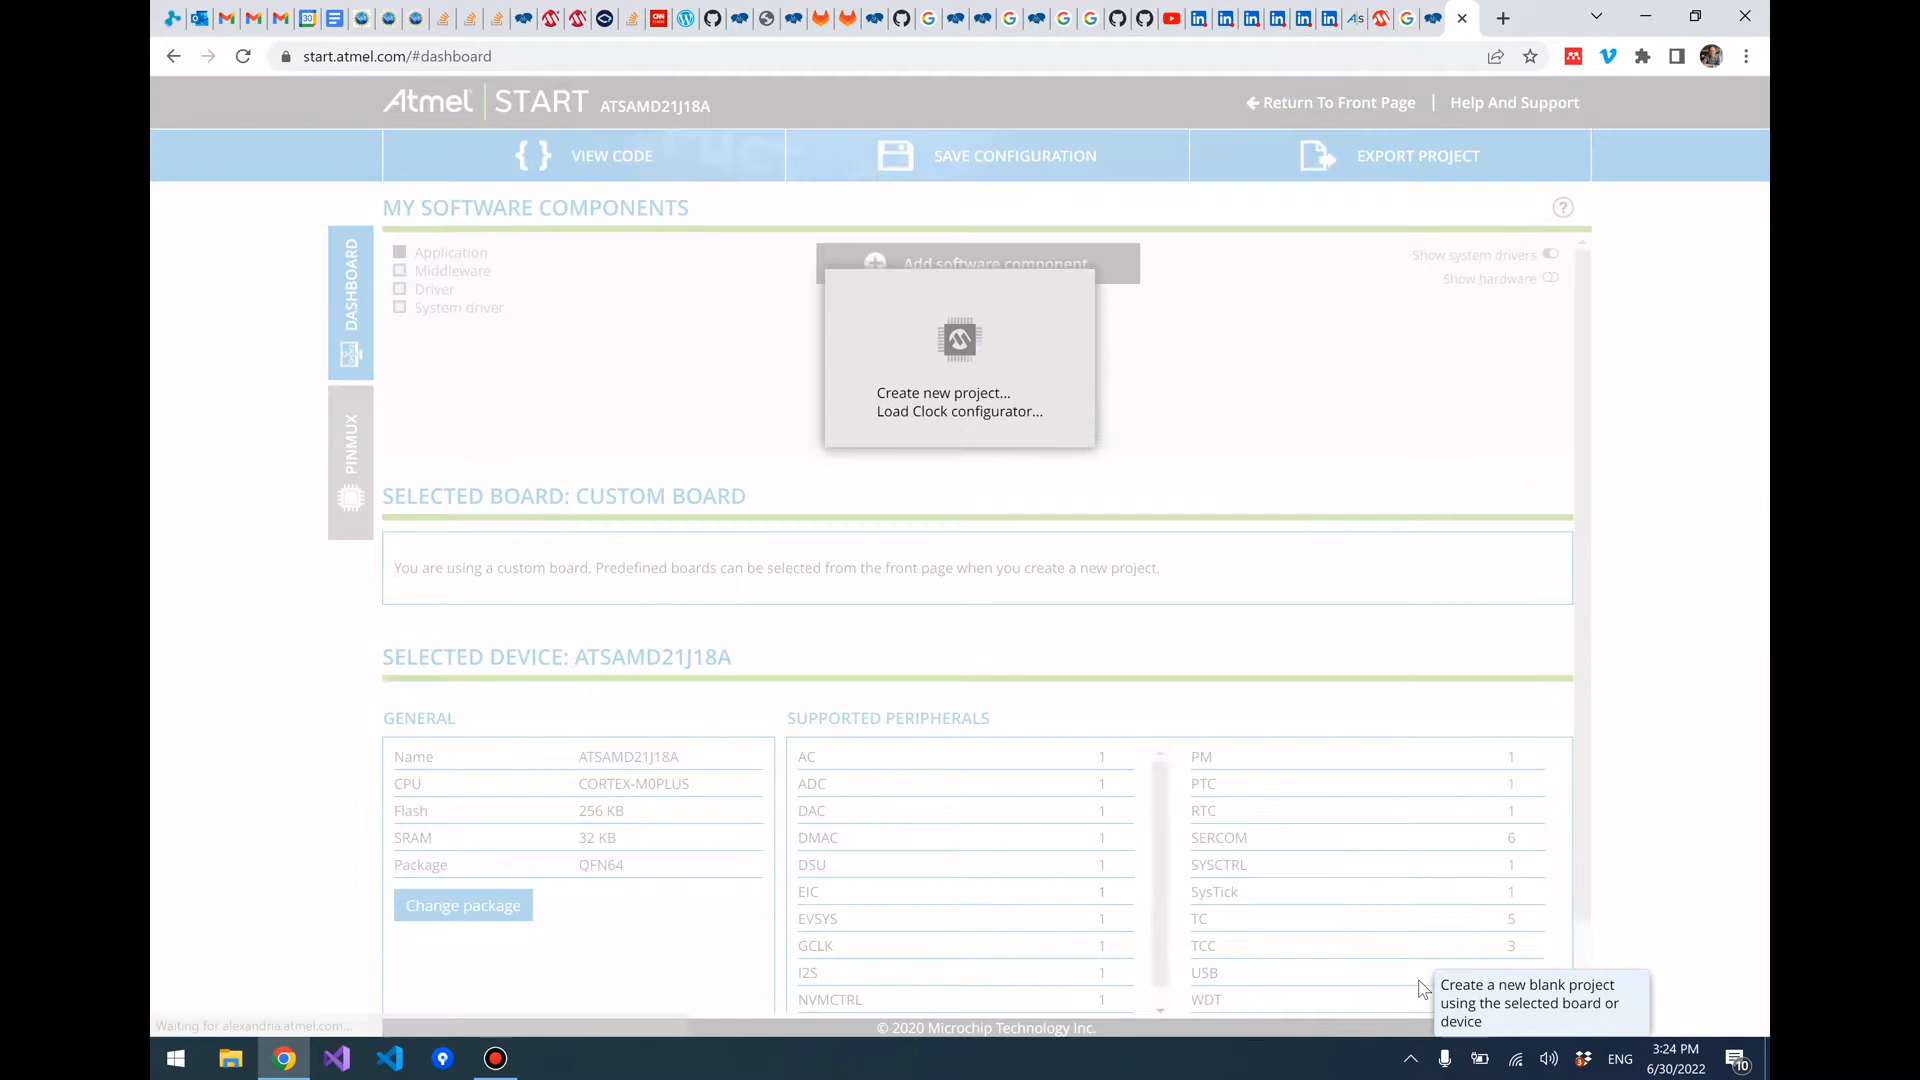 start.atmel.com/#dashboard
Atmel START ATSAMD21J18A
Return To Front Page | Help And Support
{ } VIEW CODE
SAVE CONFIGURATION
EXPORT PROJECT
DASHBOARD
PINMUX
MY SOFTWARE COMPONENTS
?
Application
Middleware
Driver
System driver
Add software component
Show system drivers
Show hardware
Create new project...
Load Clock configurator...
SELECTED BOARD: CUSTOM BOARD
You are using a custom board. Predefined boards can be selected from the front page when you create a new project.
SELECTED DEVICE: ATSAMD21J18A
GENERAL
Name ATSAMD21J18A
CPU CORTEX-M0PLUS
Flash 256 KB
SRAM 32 KB
Package QFN64
Change package
SUPPORTED PERIPHERALS
AC 1
ADC 1
DAC 1
DMAC 1
DSU 1
EIC 1
EVSYS 1
GCLK 1
I2S 1
NVMCTRL 1
PM 1
PTC 1
RTC 1
SERCOM 6
SYSCTRL 1
SysTick 1
TC 5
TCC 3
USB
WDT
Create a new blank project
using the selected board or
device
Waiting for alexandria.atmel.com...
© 2020 Microchip Technology Inc.
ENG
3:24 PM
6/30/2022
10